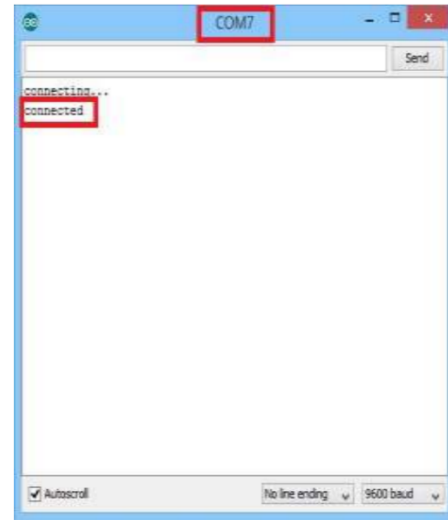 COM7
Send
connecting...
connected
Autoscroll
No line ending
9600 baud